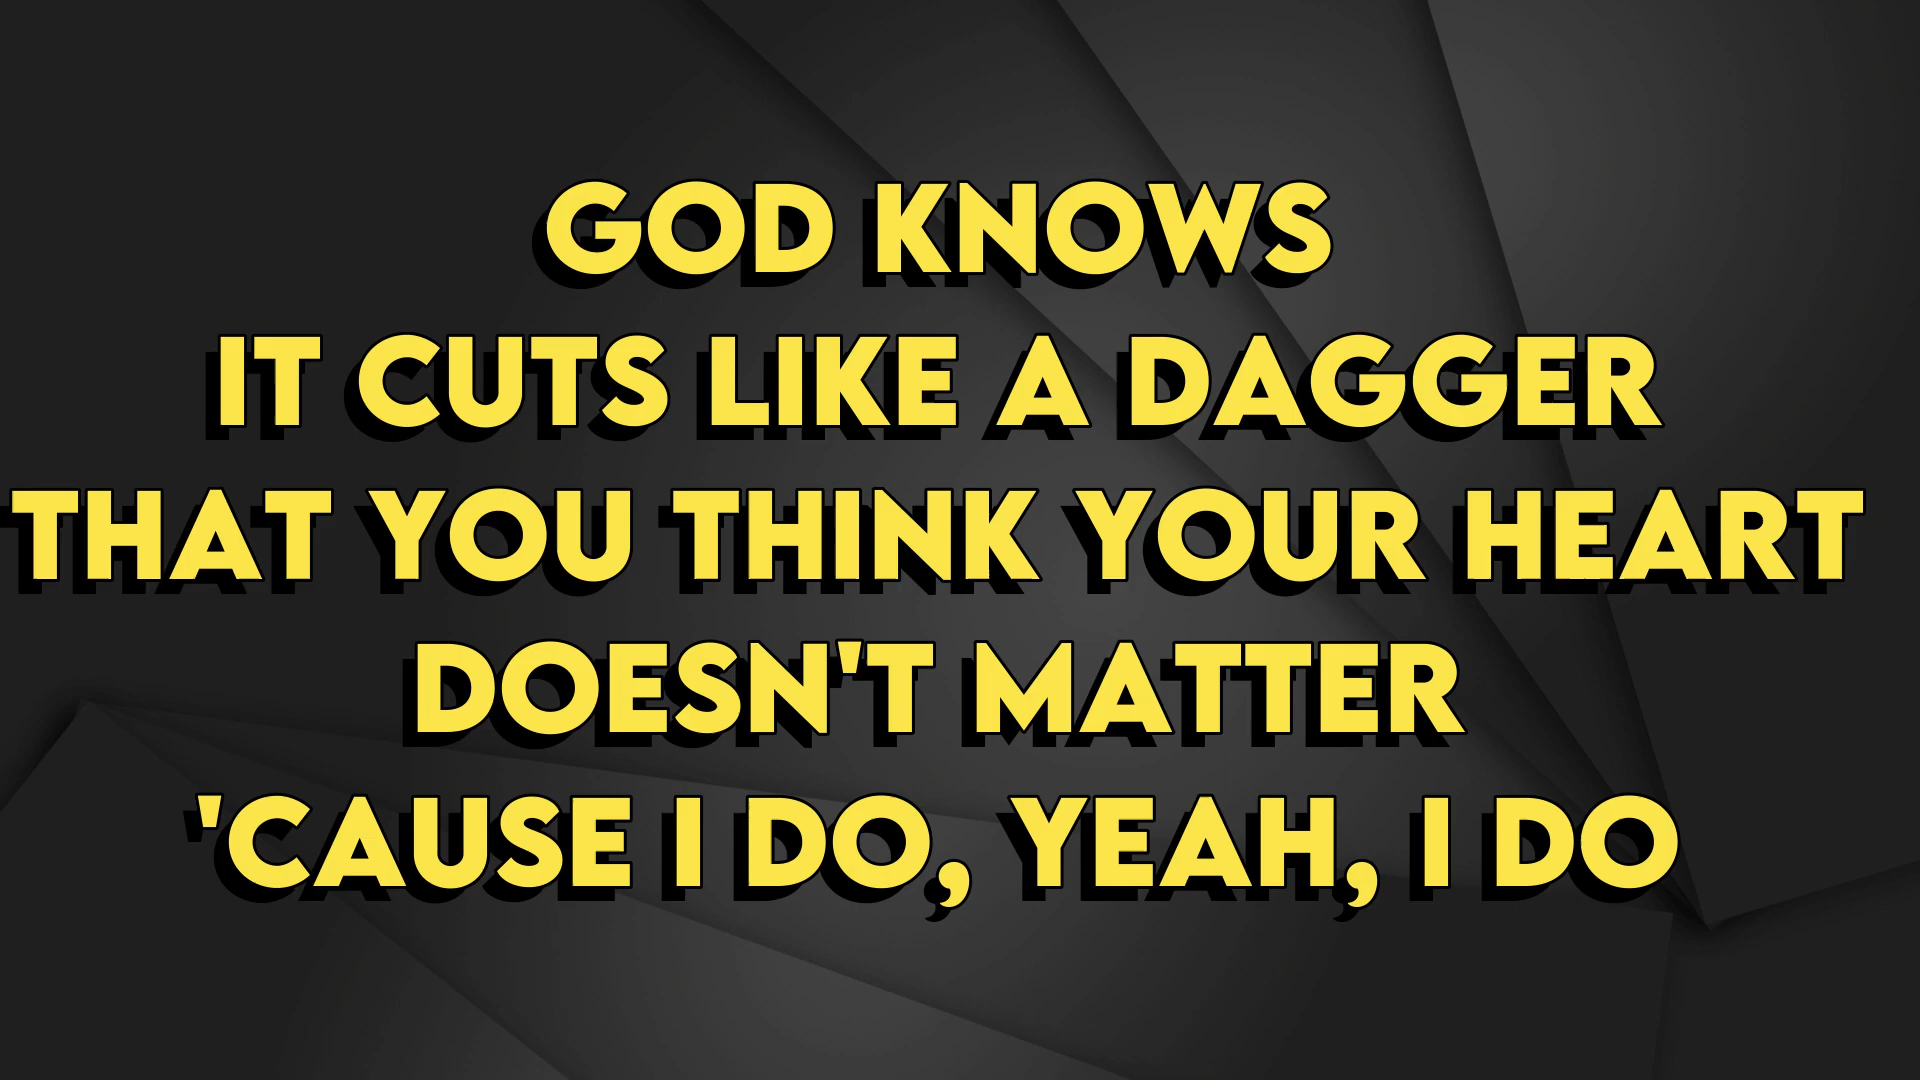 GOD KNOWS
IT CUTS LIKE A DAGGER
THAT YOU THINK YOUR HEART
DOESN'T MATTER
'CAUSE I DO, YEAH, I DO